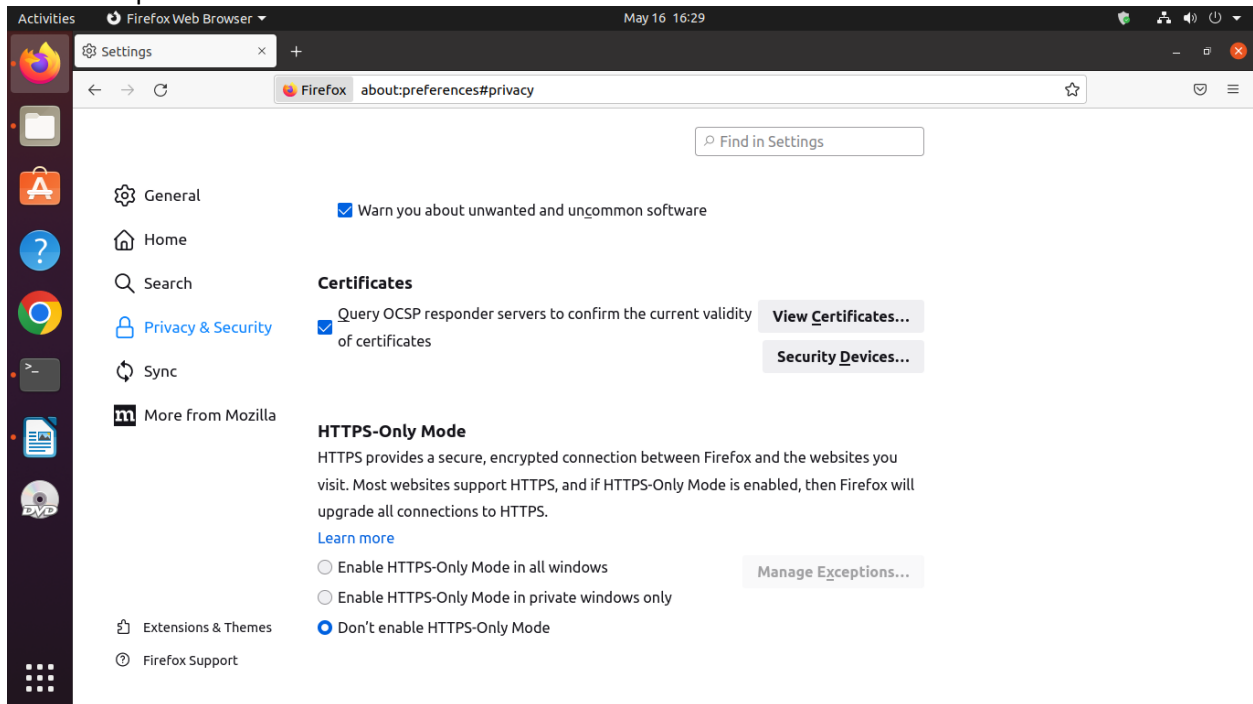 Activities
Firefox Web Browser
May 16 16:29
Settings
Firefox
about:preferences#privacy
Find in Settings
General
Home
Search
Privacy & Security
Sync
More from Mozilla
Extensions & Themes
Firefox Support
Warn you about unwanted and uncommon software
Certificates
Query OCSP responder servers to confirm the current validity
of certificates
View Certificates...
Security Devices...
HTTPS-Only Mode
HTTPS provides a secure, encrypted connection between Firefox and the websites you
visit. Most websites support HTTPS, and if HTTPS-Only Mode is enabled, then Firefox will
upgrade all connections to HTTPS.
Learn more
Enable HTTPS-Only Mode in all windows
Manage Exceptions...
Enable HTTPS-Only Mode in private windows only
Don't enable HTTPS-Only Mode
DVD